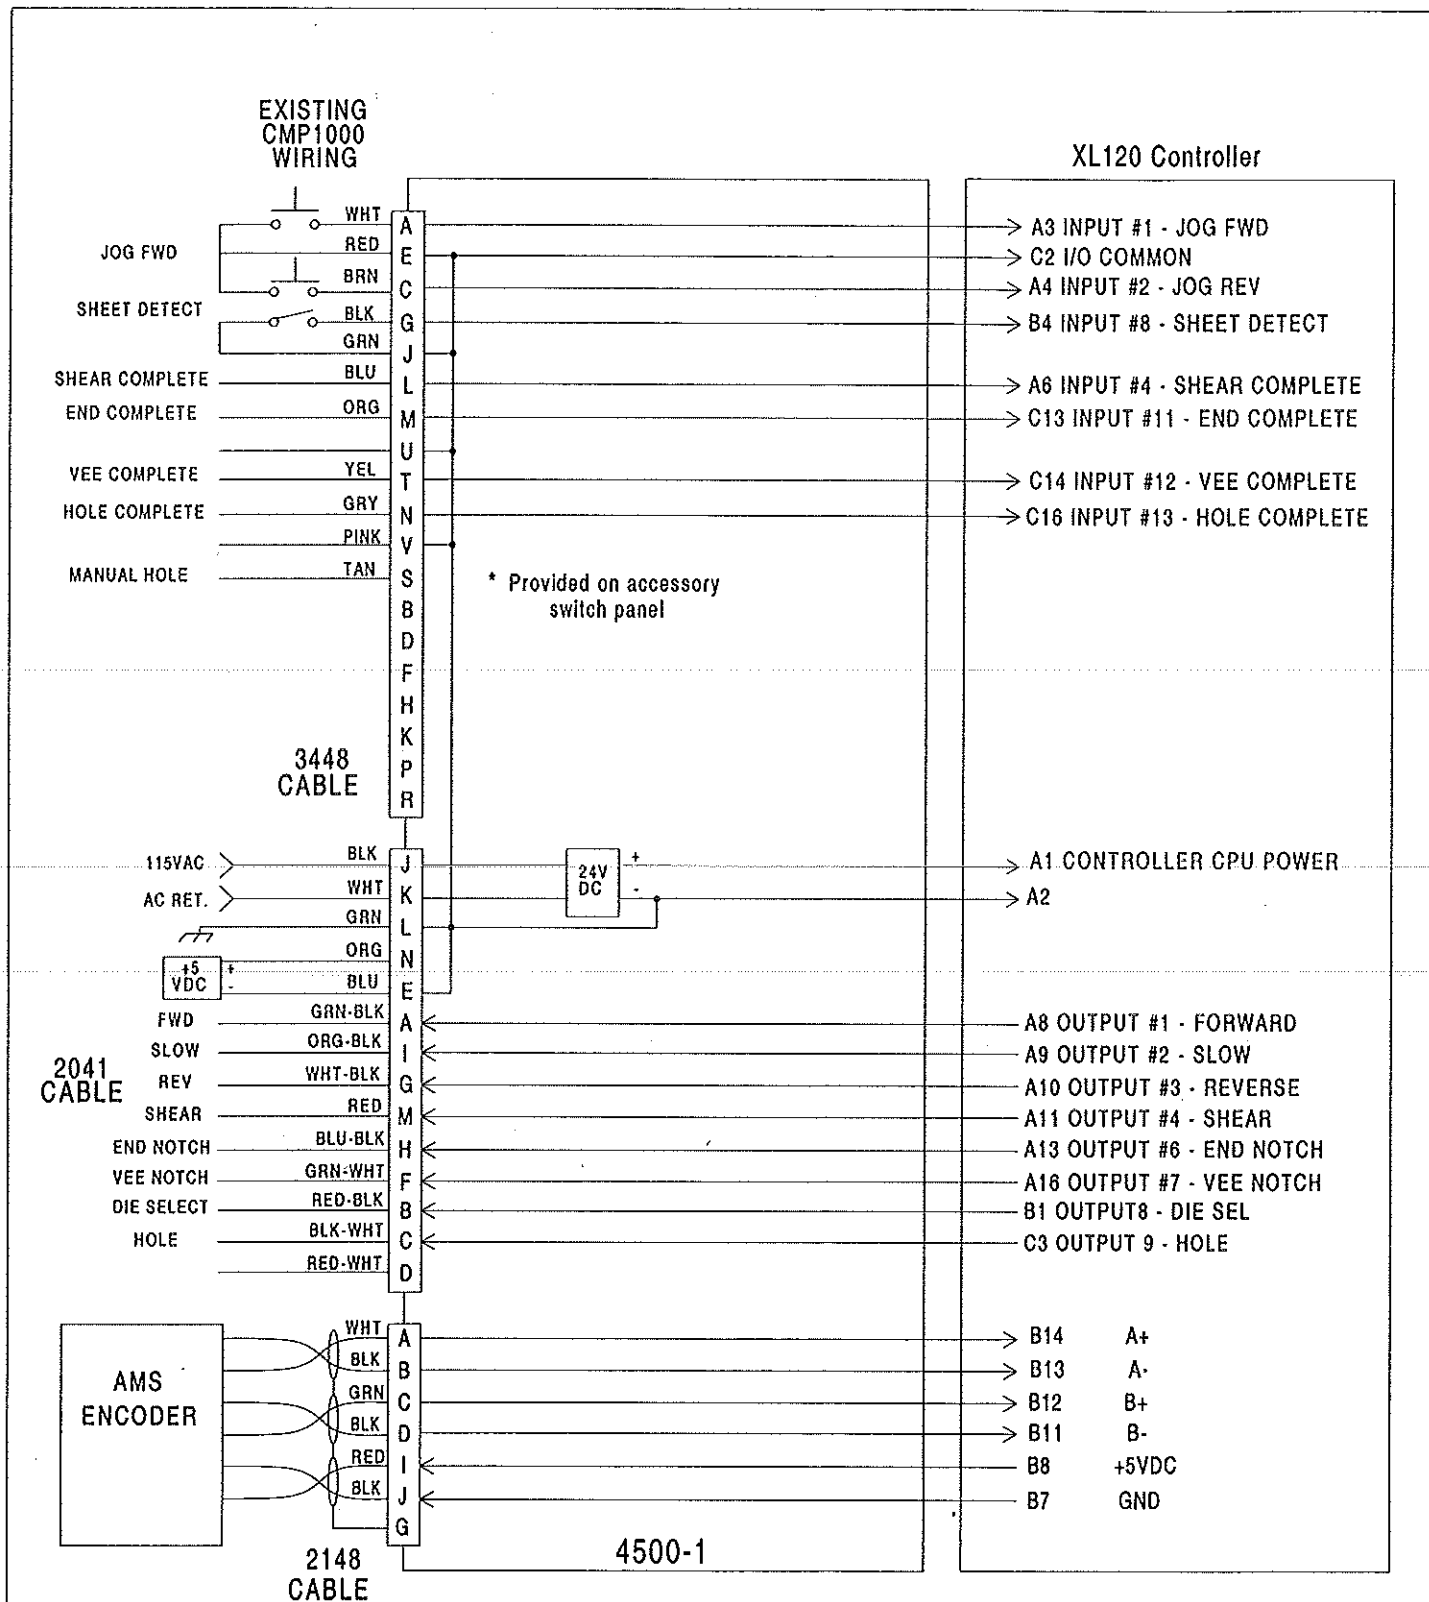 EXISTING
CMP1000
WIRING
XL120 Controller
WHT A A3 INPUT #1 - JOG FWD
JOG FWD RED E C2 I/O COMMON
BRN C A4 INPUT #2 - JOG REV
SHEET DETECT BLK G B4 INPUT #8 - SHEET DETECT
GRN J
SHEAR COMPLETE BLU L A6 INPUT #4 - SHEAR COMPLETE
END COMPLETE ORG M C13 INPUT #11 - END COMPLETE
U
VEE COMPLETE YEL T C14 INPUT #12 - VEE COMPLETE
HOLE COMPLETE GRY N C16 INPUT #13 - HOLE COMPLETE
PINK V
MANUAL HOLE TAN S
* Provided on accessory
switch panel
B
D
F
H
K
P
R
3448
CABLE
115VAC BLK J + A1 CONTROLLER CPU POWER
24V
DC
AC RET. WHT K - A2
GRN L
ORG N
+5
VDC
+
-
BLU E
FWD GRN-BLK A A8 OUTPUT #1 - FORWARD
SLOW ORG-BLK I A9 OUTPUT #2 - SLOW
2041
CABLE
REV WHT-BLK G A10 OUTPUT #3 - REVERSE
SHEAR RED M A11 OUTPUT #4 - SHEAR
END NOTCH BLU-BLK H A13 OUTPUT #6 - END NOTCH
VEE NOTCH GRN-WHT F A16 OUTPUT #7 - VEE NOTCH
DIE SELECT RED-BLK B B1 OUTPUT8 - DIE SEL
HOLE BLK-WHT C C3 OUTPUT 9 - HOLE
RED-WHT D
AMS
ENCODER
WHT A B14 A+
BLK B B13 A-
GRN C B12 B+
BLK D B11 B-
RED I B8 +5VDC
BLK J B7 GND
G
2148
CABLE
4500-1